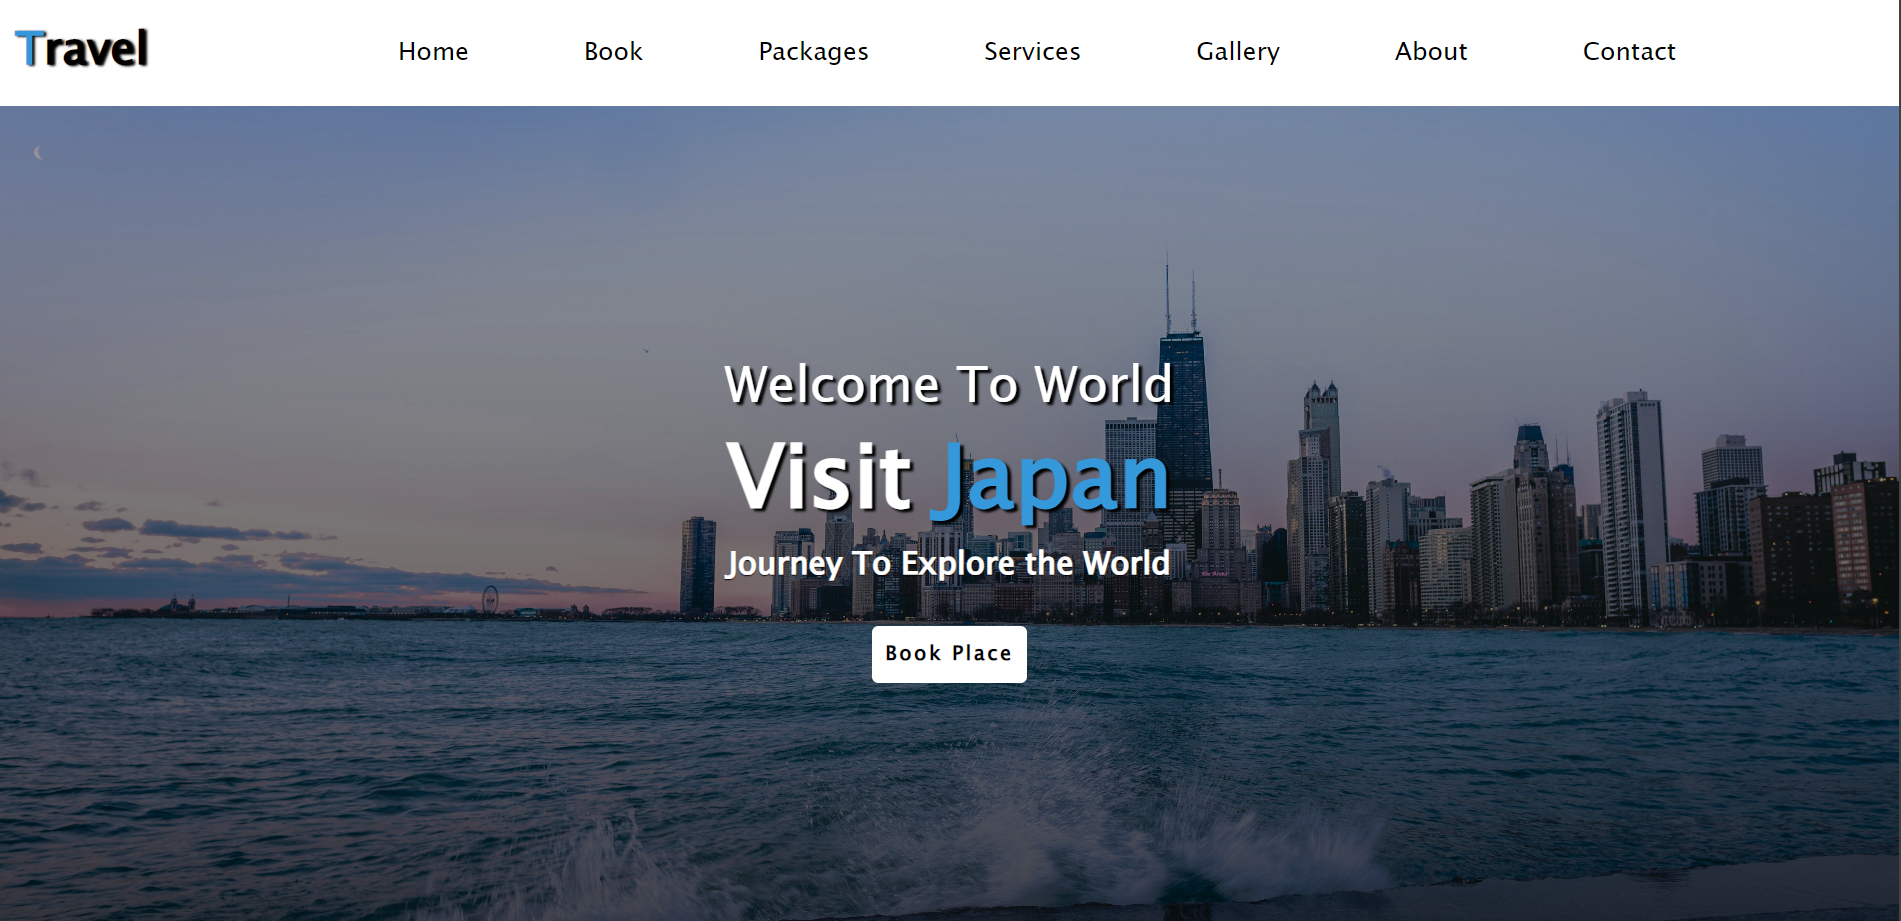 Travel
Home Book Packages Services Gallery About Contact
Welcome To World
Visit Japan
Journey To Explore the World
Book Place